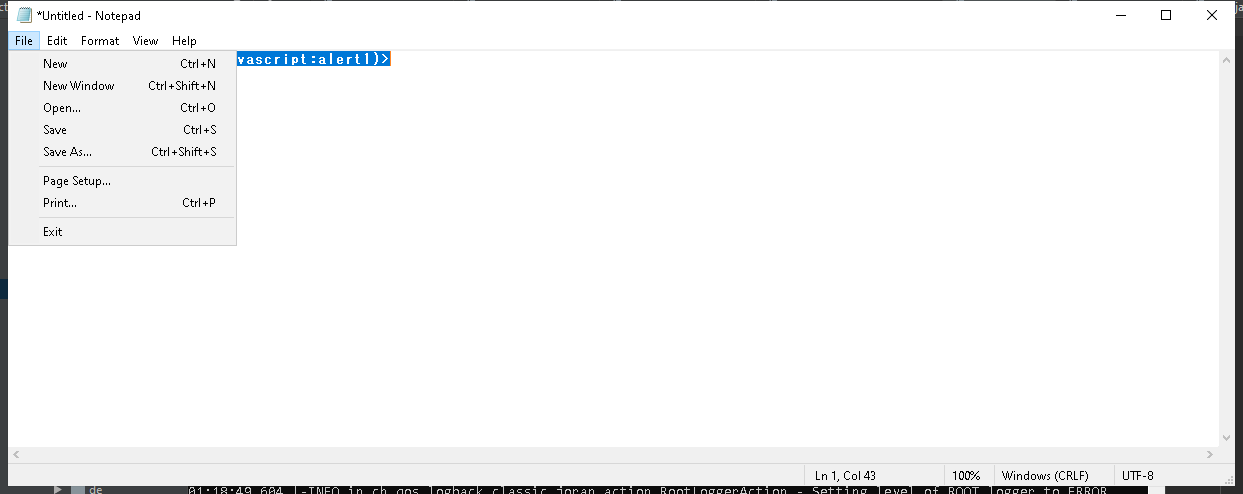 *Untitled - Notepad
File Edit Format View Help
vascript:alert1)>
New Ctrl+N
New Window Ctrl+Shift+N
Open... Ctrl+O
Save Ctrl+S
Save As... Ctrl+Shift+S
Page Setup...
Print... Ctrl+P
Exit
Ln 1, Col 43 100% Windows (CRLF) UTF-8
de 01:18:49,604 |-INFO in ch.qos.logback.classic.joran.action.RootLoggerAction - Setting level of ROOT logger to ERROR